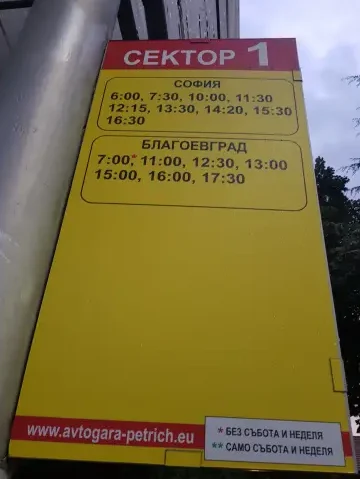 СЕКТОР 1
СОФИЯ
6:00, 7:30, 10:00, 11:30
12:15, 13:30, 14:20, 15:30
16:30
БЛАГОЕВГРАД
7:00,* 11:00, 12:30, 13:00
15:00, 16:00, 17:30
www.avtogara-petrich.eu
* БЕЗ СЪБОТА И НЕДЕЛЯ
** САМО СЪБОТА И НЕДЕЛЯ